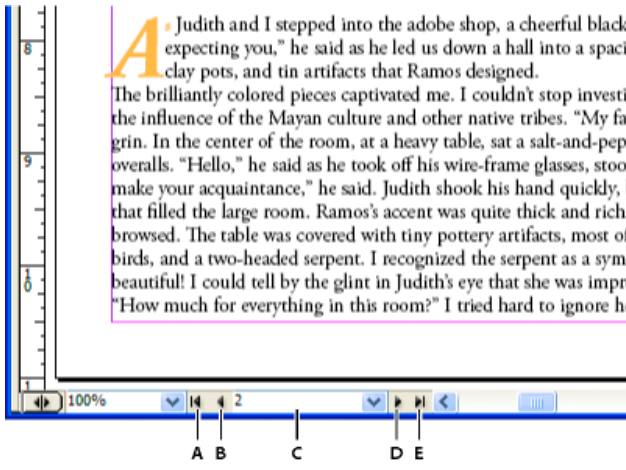 A Judith and I stepped into the adobe shop, a cheerful black
expecting you,” he said as he led us down a hall into a spaci
clay pots, and tin artifacts that Ramos designed.
The brilliantly colored pieces captivated me. I couldn't stop investi
the influence of the Mayan culture and other native tribes. “My fa
grin. In the center of the room, at a heavy table, sat a salt-and-pep
overalls. “Hello,” he said as he took off his wire-frame glasses, stoo
make your acquaintance,” he said. Judith shook his hand quickly,
that filled the large room. Ramos's accent was quite thick and rich
browsed. The table was covered with tiny pottery artifacts, most of
birds, and a two-headed serpent. I recognized the serpent as a sym
beautiful! I could tell by the glint in Judith's eye that she was impr
“How much for everything in this room?” I tried hard to ignore he
8
9
10
1
100% 2
A B C D E